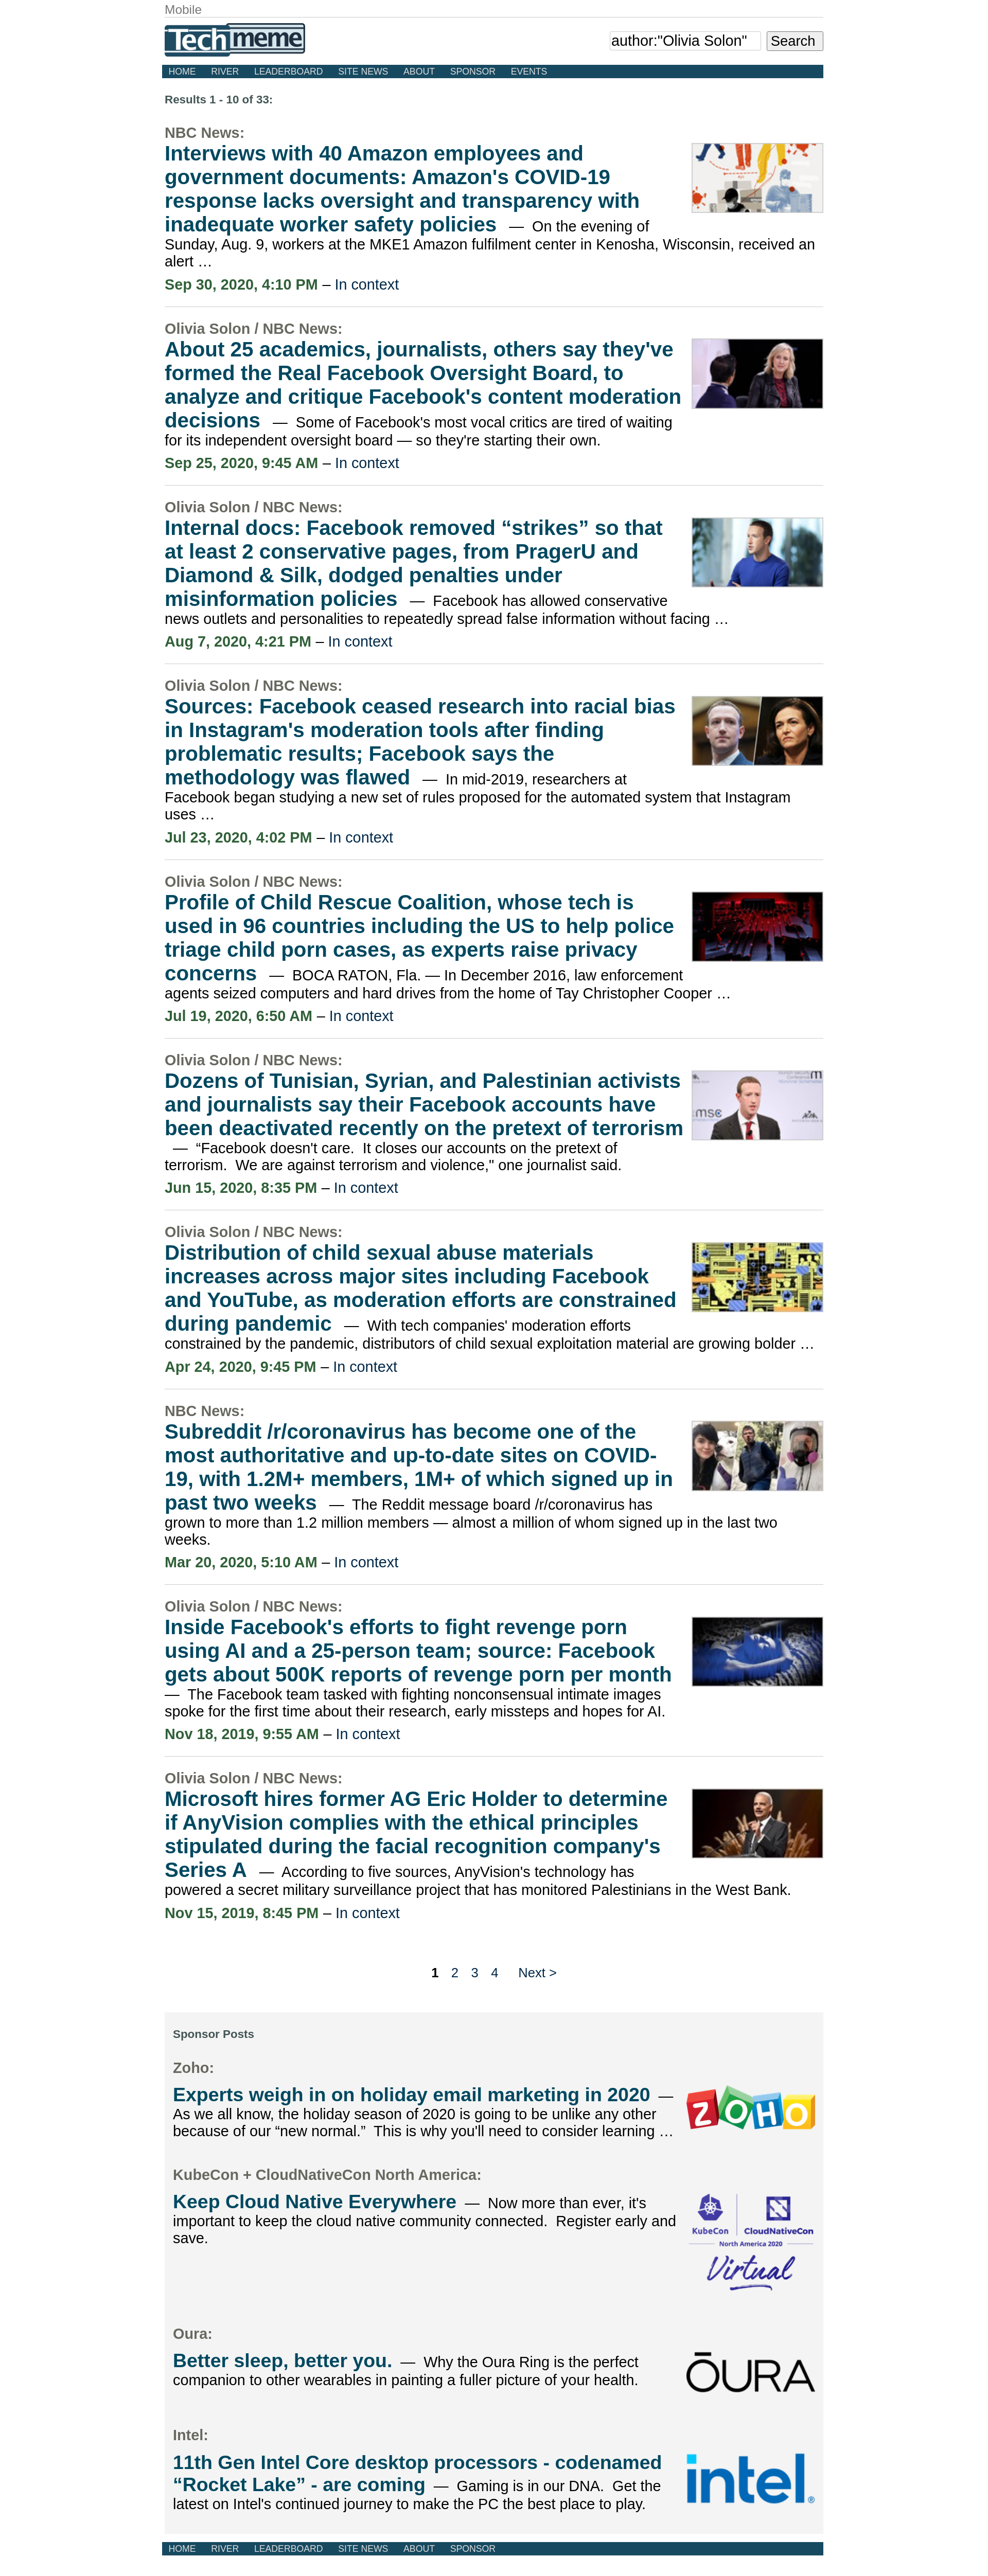 Mobile
Techmeme
author:"Olivia Solon"
Search
HOME RIVER LEADERBOARD SITE NEWS ABOUT SPONSOR EVENTS
Results 1 - 10 of 33:
NBC News:
Interviews with 40 Amazon employees and
government documents: Amazon's COVID-19
response lacks oversight and transparency with
inadequate worker safety policies — On the evening of
Sunday, Aug. 9, workers at the MKE1 Amazon fulfilment center in Kenosha, Wisconsin, received an
alert …
Sep 30, 2020, 4:10 PM – In context
Olivia Solon / NBC News:
About 25 academics, journalists, others say they've
formed the Real Facebook Oversight Board, to
analyze and critique Facebook's content moderation
decisions — Some of Facebook's most vocal critics are tired of waiting
for its independent oversight board — so they're starting their own.
Sep 25, 2020, 9:45 AM – In context
Olivia Solon / NBC News:
Internal docs: Facebook removed “strikes” so that
at least 2 conservative pages, from PragerU and
Diamond & Silk, dodged penalties under
misinformation policies — Facebook has allowed conservative
news outlets and personalities to repeatedly spread false information without facing …
Aug 7, 2020, 4:21 PM – In context
Olivia Solon / NBC News:
Sources: Facebook ceased research into racial bias
in Instagram's moderation tools after finding
problematic results; Facebook says the
methodology was flawed — In mid-2019, researchers at
Facebook began studying a new set of rules proposed for the automated system that Instagram
uses …
Jul 23, 2020, 4:02 PM – In context
Olivia Solon / NBC News:
Profile of Child Rescue Coalition, whose tech is
used in 96 countries including the US to help police
triage child porn cases, as experts raise privacy
concerns — BOCA RATON, Fla. — In December 2016, law enforcement
agents seized computers and hard drives from the home of Tay Christopher Cooper …
Jul 19, 2020, 6:50 AM – In context
Olivia Solon / NBC News:
Dozens of Tunisian, Syrian, and Palestinian activists
and journalists say their Facebook accounts have
been deactivated recently on the pretext of terrorism
msc
— “Facebook doesn't care. It closes our accounts on the pretext of
terrorism. We are against terrorism and violence," one journalist said.
Jun 15, 2020, 8:35 PM – In context
Olivia Solon / NBC News:
Distribution of child sexual abuse materials
increases across major sites including Facebook
and YouTube, as moderation efforts are constrained
during pandemic — With tech companies' moderation efforts
constrained by the pandemic, distributors of child sexual exploitation material are growing bolder …
Apr 24, 2020, 9:45 PM – In context
NBC News:
Subreddit /r/coronavirus has become one of the
most authoritative and up-to-date sites on COVID-
19, with 1.2M+ members, 1M+ of which signed up in
past two weeks — The Reddit message board /r/coronavirus has
grown to more than 1.2 million members — almost a million of whom signed up in the last two
weeks.
Mar 20, 2020, 5:10 AM – In context
Olivia Solon / NBC News:
Inside Facebook's efforts to fight revenge porn
using AI and a 25-person team; source: Facebook
gets about 500K reports of revenge porn per month
— The Facebook team tasked with fighting nonconsensual intimate images
spoke for the first time about their research, early missteps and hopes for AI.
Nov 18, 2019, 9:55 AM – In context
Olivia Solon / NBC News:
Microsoft hires former AG Eric Holder to determine
if AnyVision complies with the ethical principles
stipulated during the facial recognition company's
Series A — According to five sources, AnyVision's technology has
powered a secret military surveillance project that has monitored Palestinians in the West Bank.
Nov 15, 2019, 8:45 PM – In context
1 2 3 4 Next >
Sponsor Posts
Zoho:
Experts weigh in on holiday email marketing in 2020 —
As we all know, the holiday season of 2020 is going to be unlike any other
because of our “new normal.” This is why you'll need to consider learning …
ZOHO
KubeCon + CloudNativeCon North America:
Keep Cloud Native Everywhere — Now more than ever, it's
important to keep the cloud native community connected. Register early and
save.
KubeCon CloudNativeCon
North America 2020
Virtual
Oura:
Better sleep, better you. — Why the Oura Ring is the perfect
companion to other wearables in painting a fuller picture of your health.
ŌURA
Intel:
11th Gen Intel Core desktop processors - codenamed
“Rocket Lake” - are coming — Gaming is in our DNA. Get the
latest on Intel's continued journey to make the PC the best place to play.
intel®
HOME RIVER LEADERBOARD SITE NEWS ABOUT SPONSOR